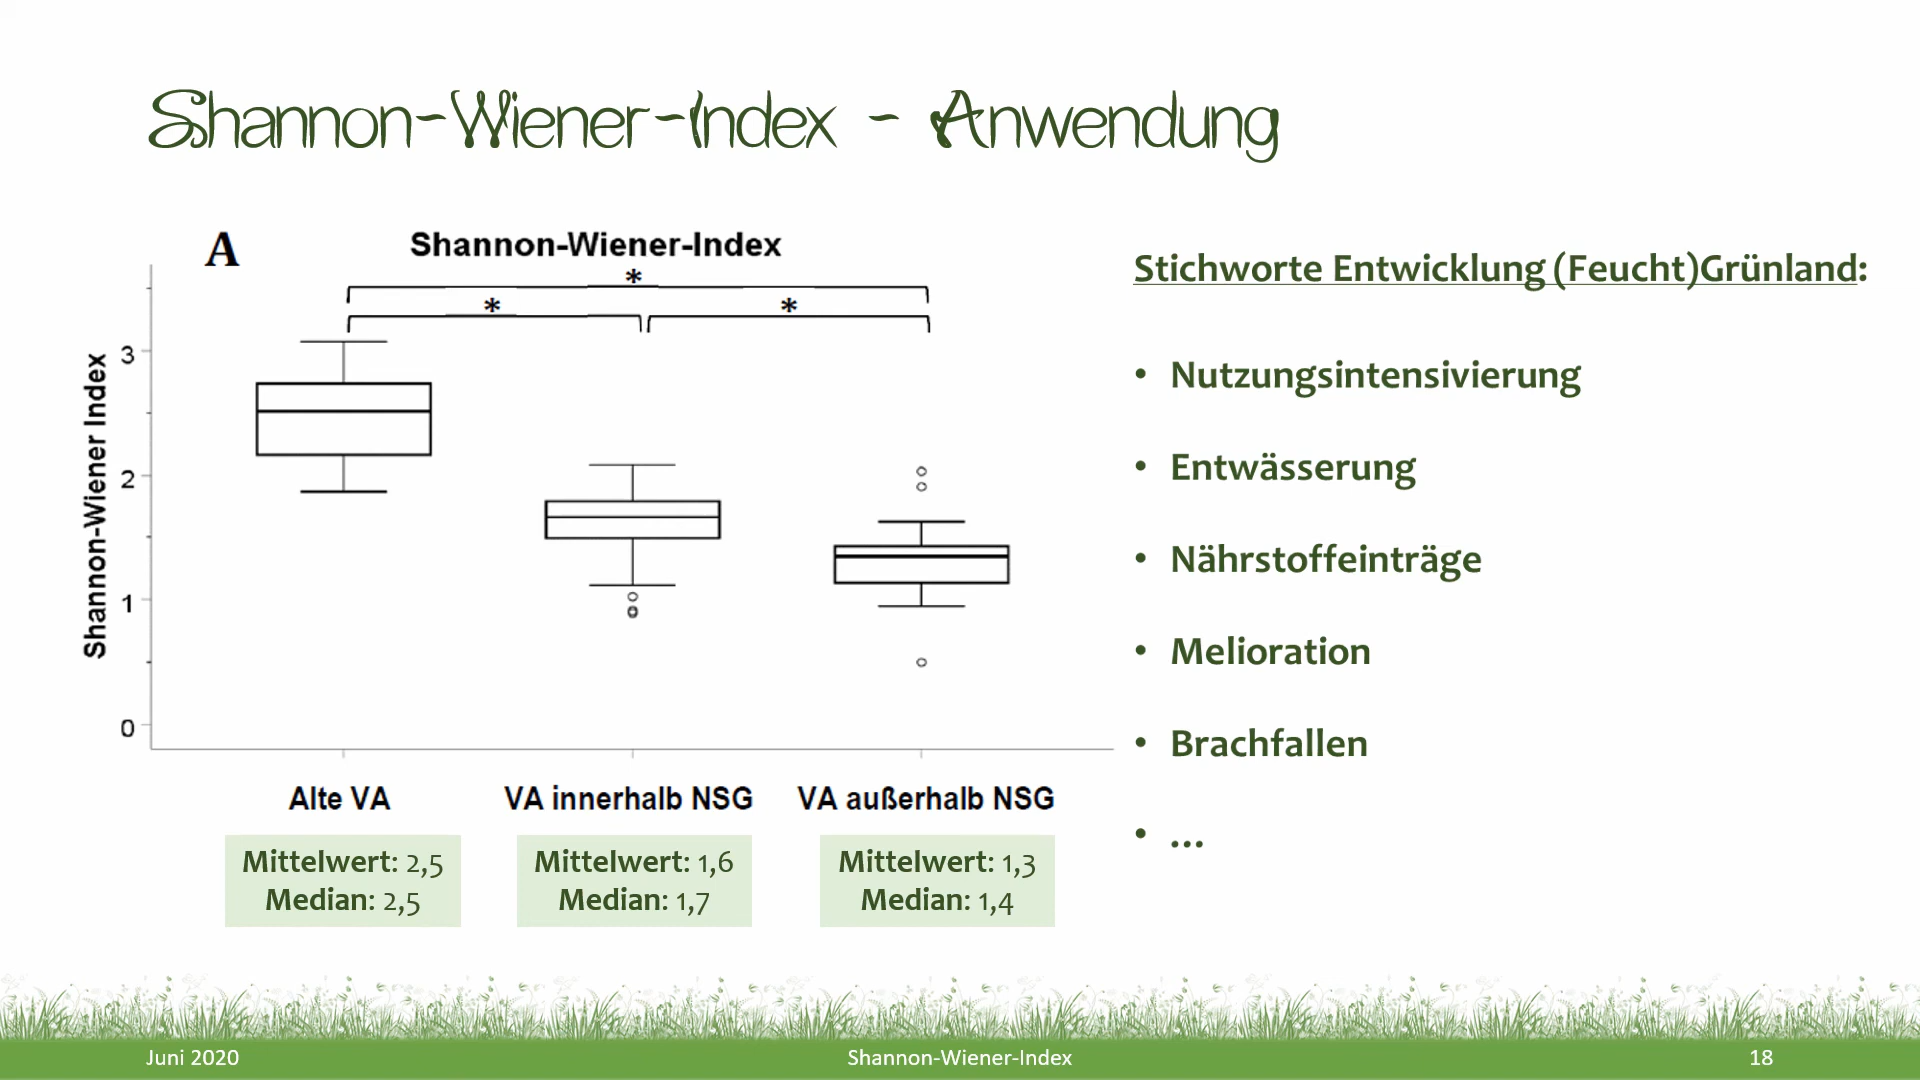 Shannon-Wiener-Index - Anwendung
A
Shannon-Wiener-Index
*
* *
Shannon-Wiener Index
3
2
1
0
Alte VA VA innerhalb NSG VA außerhalb NSG
Mittelwert: 2,5
Median: 2,5
Mittelwert: 1,6
Median: 1,7
Mittelwert: 1,3
Median: 1,4
Stichworte Entwicklung (Feucht)Grünland:
• Nutzungsintensivierung
• Entwässerung
• Nährstoffeinträge
• Melioration
• Brachfallen
• ...
Juni 2020 Shannon-Wiener-Index 18